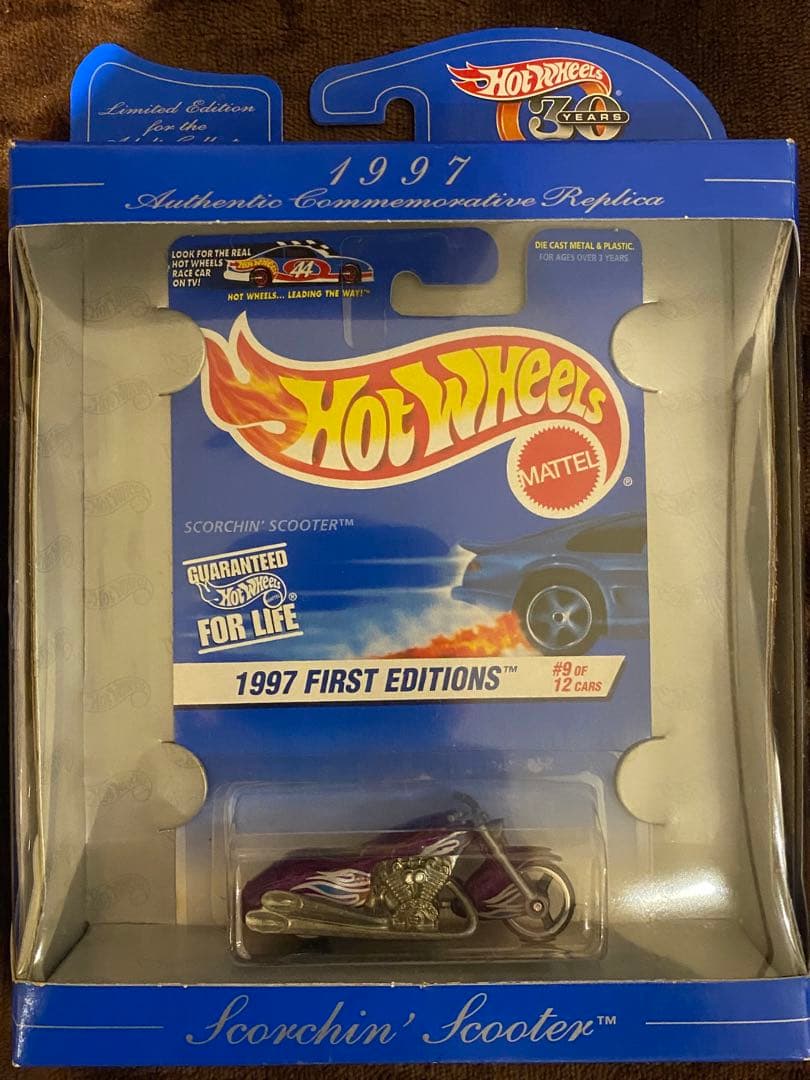 Limited Edition
for the
HOT WHEELS ®
30
YEARS
1997
Authentic Commemorative Replica
LOOK FOR THE REAL
HOT WHEELS
RACE CAR
ON TV!
44
HOT WHEELS... LEADING THE WAY!™
DIE CAST METAL & PLASTIC.
FOR AGES OVER 3 YEARS.
HOT WHEELS
MATTEL
®
SCORCHIN' SCOOTER™
GUARANTEED
HOT WHEELS ®
FOR LIFE
1997 FIRST EDITIONS™
#9 OF
12 CARS
Scorchin' Scooter™